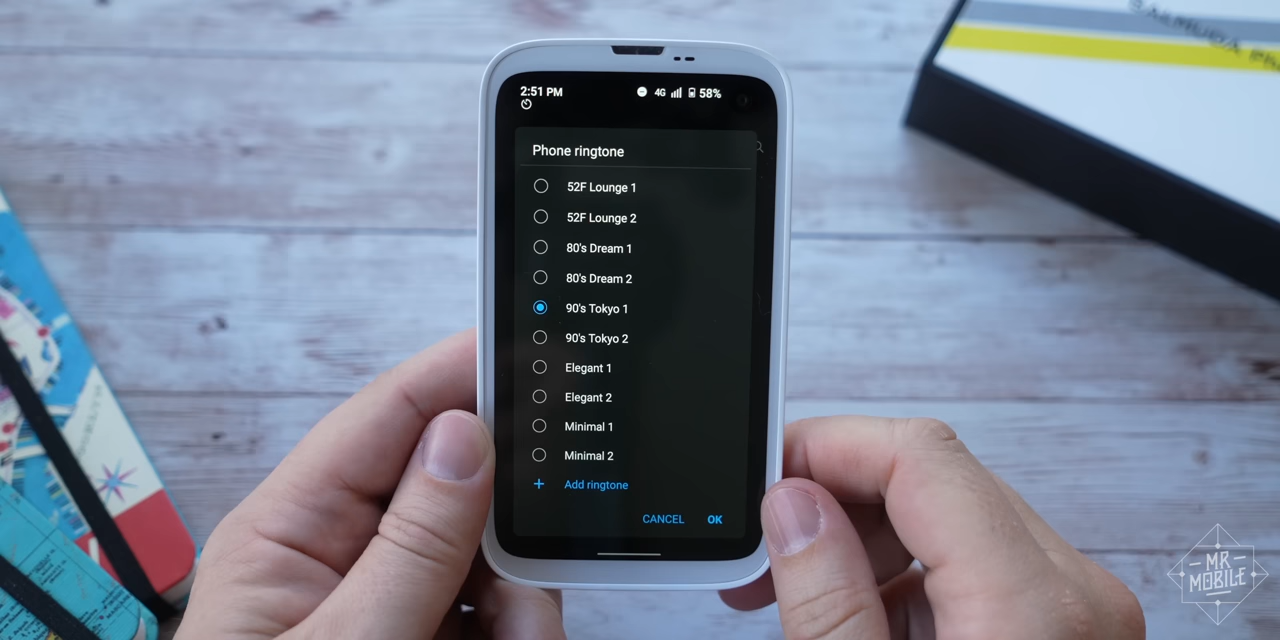 BALMUDA Pho
2:51 PM 4G 58%
Phone ringtone
52F Lounge 1
52F Lounge 2
80's Dream 1
80's Dream 2
90's Tokyo 1
90's Tokyo 2
Elegant 1
Elegant 2
Minimal 1
Minimal 2
+ Add ringtone
CANCEL OK
MR
MOBILE